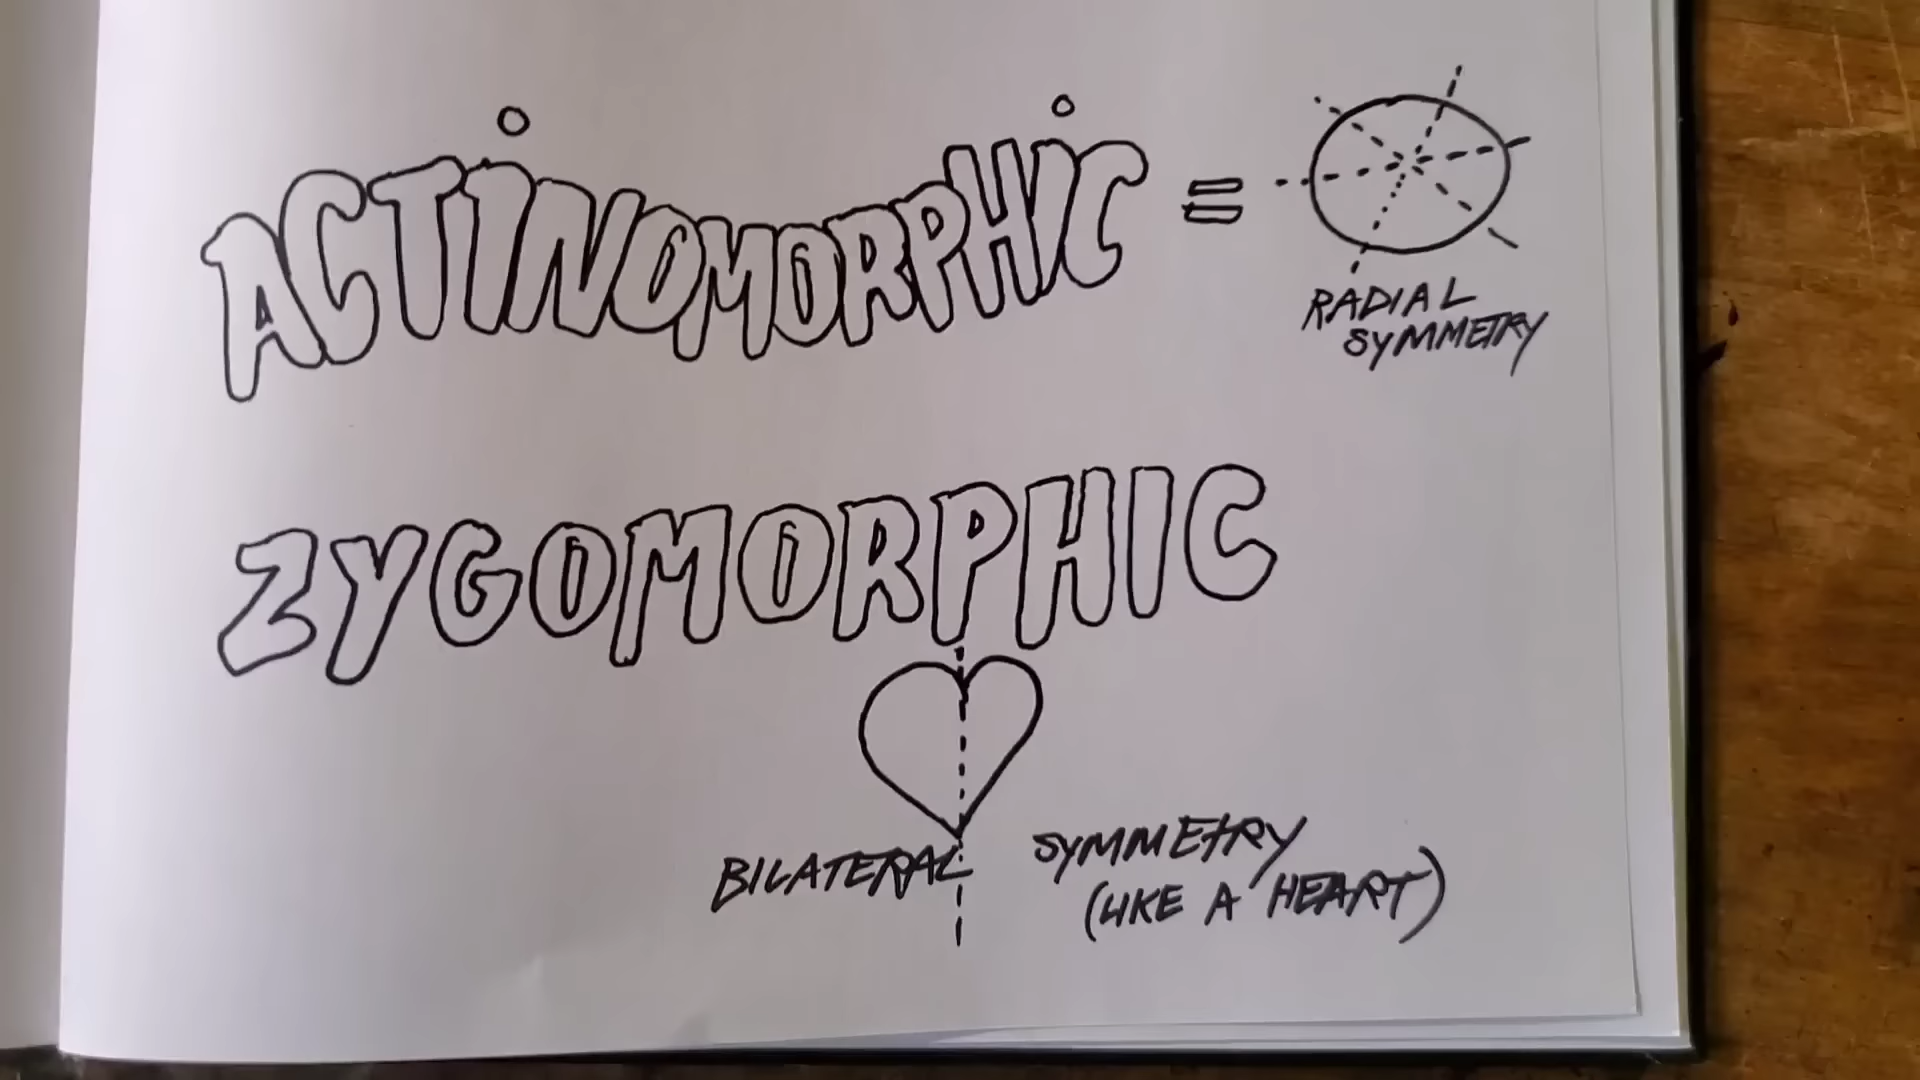 ACTiNOMORPHiC =
RADIAL
SYMMETRY
ZYGOMORPHIC
BILATERAL SYMMETRY
(LIKE A HEART)